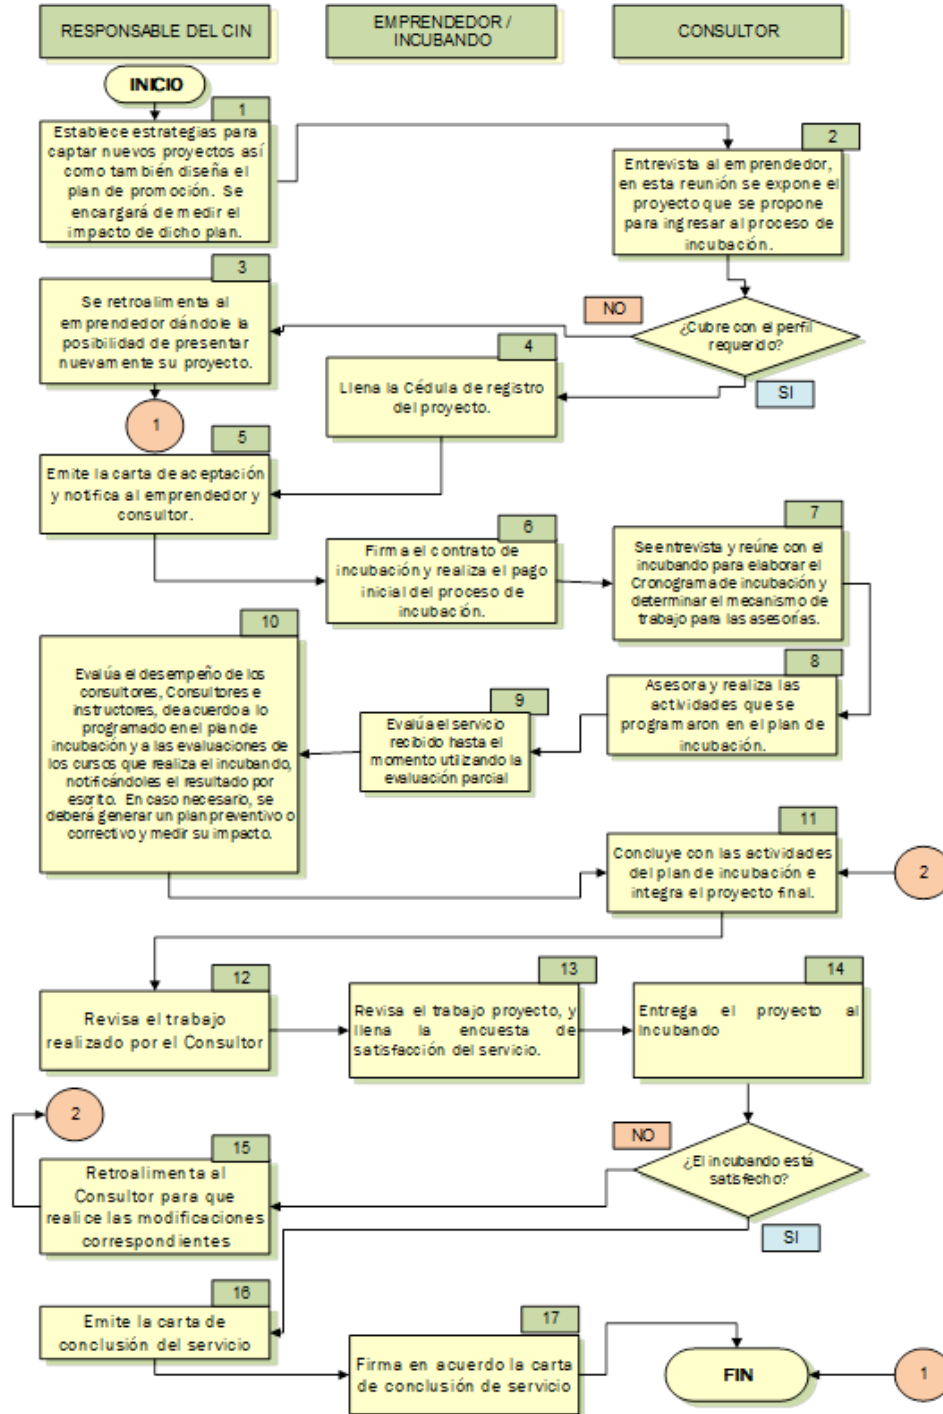 RESPONSABLE DEL CIN
EMPRENDEDOR /
INCUBANDO
CONSULTOR
INICIO
1
Establece estrategias para
captar nuevos proyectos así
como también diseña el
plan de promoción. Se
encargará de medir el
impacto de dicho plan.
2
Entrevista al emprendedor,
en esta reunión se expone el
proyecto que se propone
para ingresar al proceso de
incubación.
3
Se retroalimenta al
emprendedor dándole la
posibilidad de presentar
nuevamente su proyecto.
NO
¿Cubre con el perfil
requerido?
SI
4
Llena la Cédula de registro
del proyecto.
1
5
Emite la carta de aceptación
y notifica al emprendedor y
consultor.
6
Firma el contrato de
incubación y realiza el pago
inicial del proceso de
incubación.
7
Se entrevista y reúne con el
incubando para elaborar el
Cronograma de incubación y
determinar el mecanismo de
trabajo para las asesorías.
8
Asesora y realiza las
actividades que se
programaron en el plan de
incubación.
9
Evalúa el servicio
recibido hasta el
momento utilizando la
evaluación parcial
10
Evalúa el desempeño de los
consultores, Consultores e
instructores, de acuerdo a lo
programado en el plan de
incubación y a las evaluaciones de
los cursos que realiza el incubando,
notificándoles el resultado por
escrito. En caso necesario, se
deberá generar un plan preventivo o
correctivo y medir su impacto.
11
Concluye con las actividades
del plan de incubación e
integra el proyecto final.
2
12
Revisa el trabajo
realizado por el Consultor
13
Revisa el trabajo proyecto, y
llena la encuesta de
satisfacción del servicio.
14
Entrega el proyecto al
Incubando
2
NO
¿El incubando está
satisfecho?
SI
15
Retroalimenta al
Consultor para que
realice las modificaciones
correspondientes
16
Emite la carta de
conclusión del servicio
17
Firma en acuerdo la carta
de conclusión de servicio
FIN
1